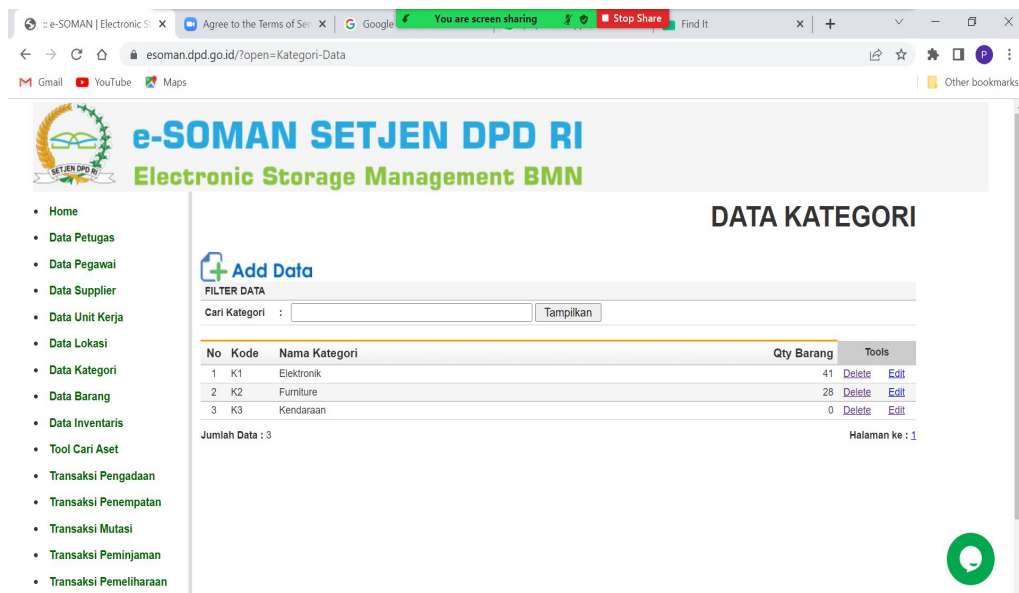 :: e-SOMAN | Electronic St
Agree to the Terms of Ser
Google
You are screen sharing
Stop Share
Find It
esoman.dpd.go.id/?open=Kategori-Data
P
Gmail
YouTube
Maps
Other bookmarks
SETJEN DPD RI
e-SOMAN SETJEN DPD RI
Electronic Storage Management BMN
Home
Data Petugas
Data Pegawai
Data Supplier
Data Unit Kerja
Data Lokasi
Data Kategori
Data Barang
Data Inventaris
Tool Cari Aset
Transaksi Pengadaan
Transaksi Penempatan
Transaksi Mutasi
Transaksi Peminjaman
Transaksi Pemeliharaan
DATA KATEGORI
Add Data
FILTER DATA
Cari Kategori : Tampilkan
No Kode Nama Kategori Qty Barang Tools
1 K1 Elektronik 41 Delete Edit
2 K2 Furniture 28 Delete Edit
3 K3 Kendaraan 0 Delete Edit
Jumlah Data : 3 Halaman ke : 1